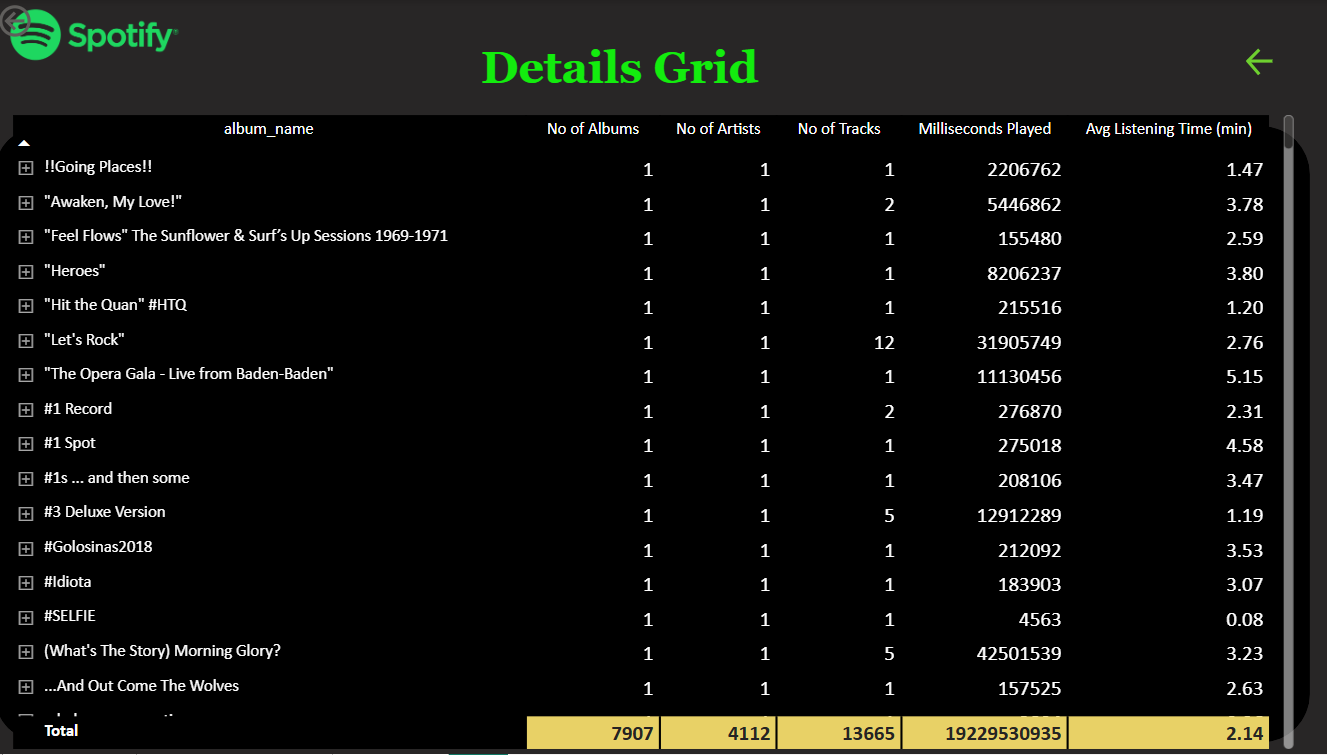 Spotify®
Details Grid
album_name No of Albums No of Artists No of Tracks Milliseconds Played Avg Listening Time (min)
!!Going Places!! 1 1 1 2206762 1.47
"Awaken, My Love!" 1 1 2 5446862 3.78
"Feel Flows" The Sunflower & Surf’s Up Sessions 1969-1971 1 1 1 155480 2.59
"Heroes" 1 1 1 8206237 3.80
"Hit the Quan" #HTQ 1 1 1 215516 1.20
"Let's Rock" 1 1 12 31905749 2.76
"The Opera Gala - Live from Baden-Baden" 1 1 1 11130456 5.15
#1 Record 1 1 2 276870 2.31
#1 Spot 1 1 1 275018 4.58
#1s ... and then some 1 1 1 208106 3.47
#3 Deluxe Version 1 1 5 12912289 1.19
#Golosinas2018 1 1 1 212092 3.53
#Idiota 1 1 1 183903 3.07
#SELFIE 1 1 1 4563 0.08
(What's The Story) Morning Glory? 1 1 5 42501539 3.23
...And Out Come The Wolves 1 1 1 157525 2.63
Total 7907 4112 13665 19229530935 2.14